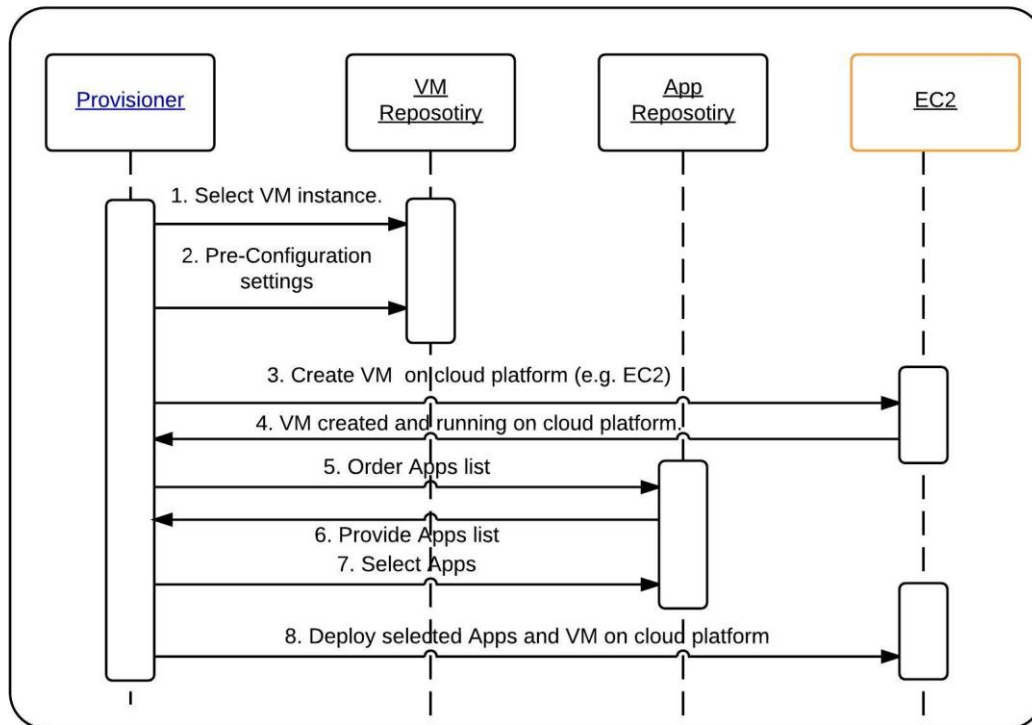 Provisioner
VM
Reposotiry
App
Reposotiry
EC2
1. Select VM instance.
2. Pre-Configuration
settings
3. Create VM on cloud platform (e.g. EC2)
4. VM created and running on cloud platform.
5. Order Apps list
6. Provide Apps list
7. Select Apps
8. Deploy selected Apps and VM on cloud platform